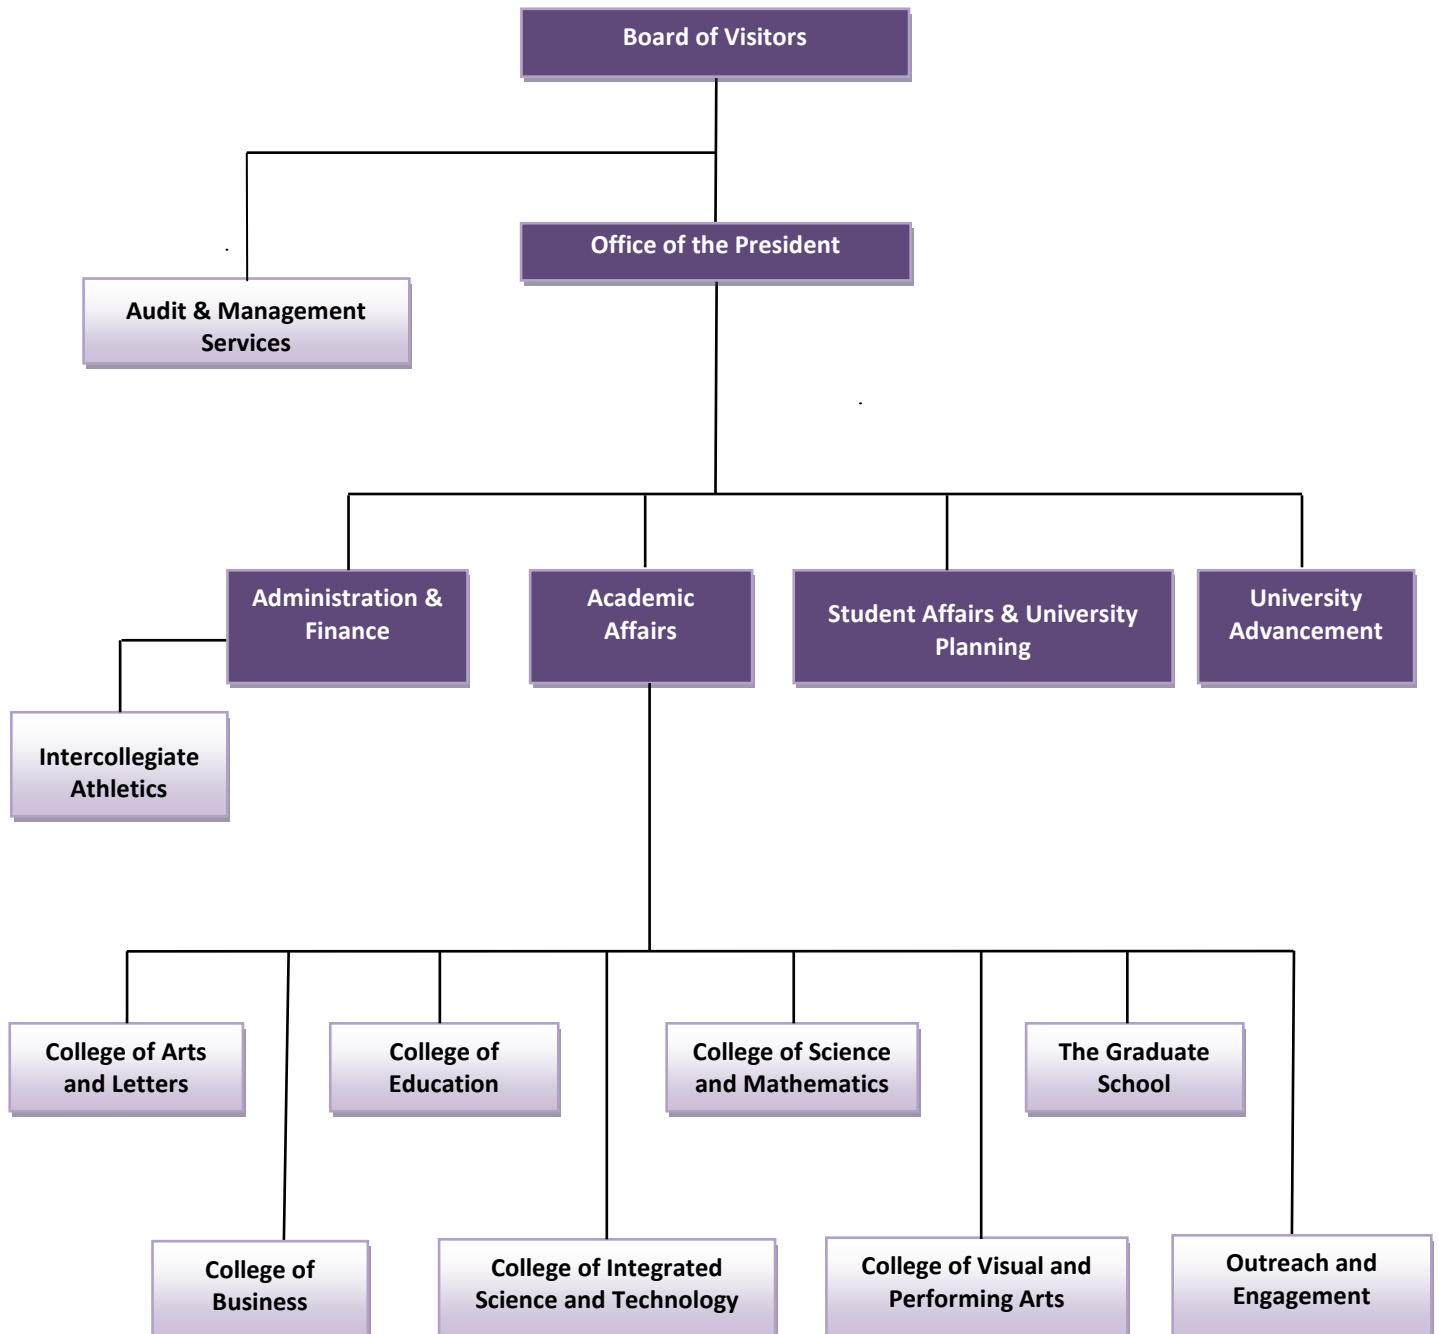 Board of Visitors
Office of the President
Audit & Management
Services
Administration &
Finance
Academic
Affairs
Student Affairs & University
Planning
University
Advancement
Intercollegiate
Athletics
College of Arts
and Letters
College of
Education
College of Science
and Mathematics
The Graduate
School
College of
Business
College of Integrated
Science and Technology
College of Visual and
Performing Arts
Outreach and
Engagement